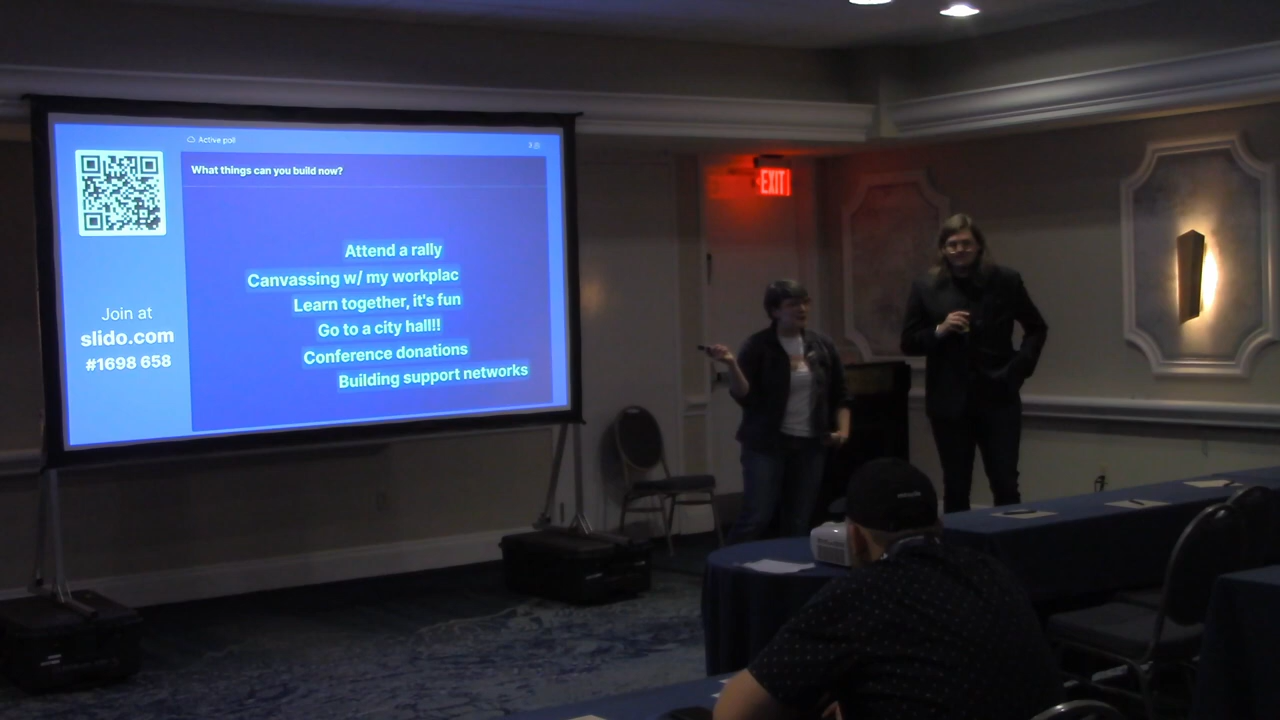 Active poll
3
What things can you build now?
Attend a rally
Canvassing w/ my workplac
Learn together, it's fun
Go to a city hall!!
Conference donations
Building support networks
Join at
slido.com
#1698 658
EXIT